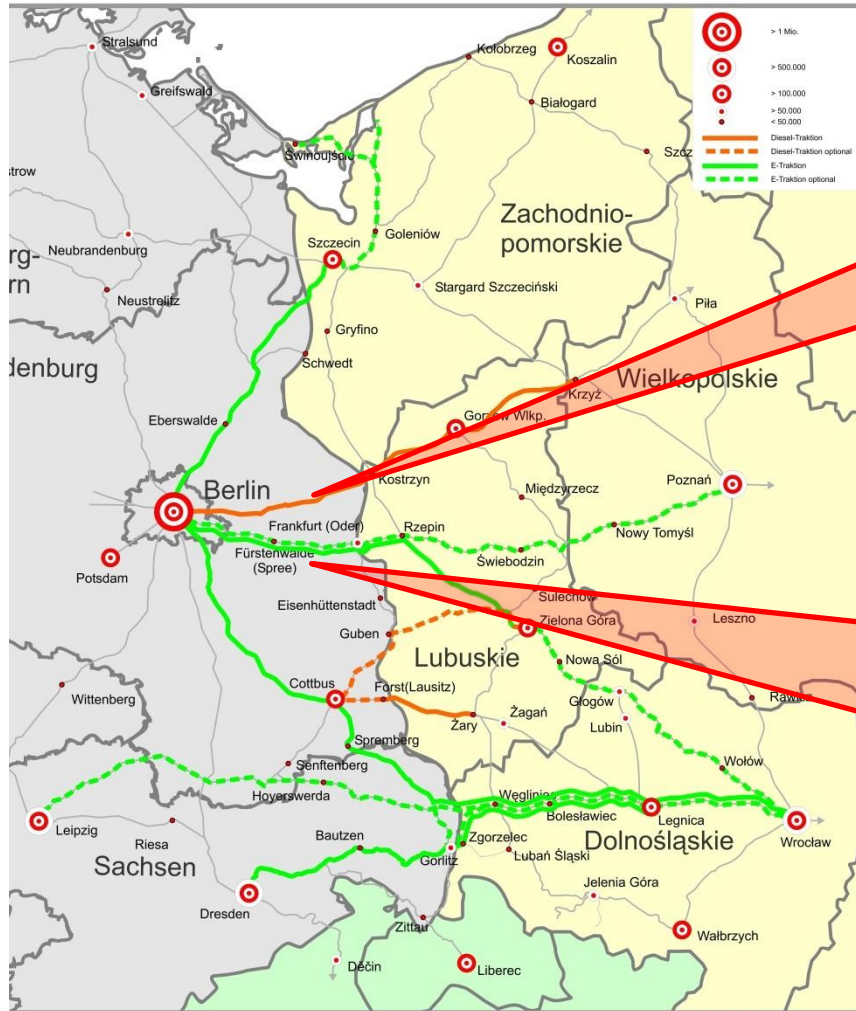 Stralsund
Greifswald
strow
Neubrandenburg
rg-
rn
Neustrelitz
denburg
Świnoujście
Kołobrzeg
Koszalin
Białogard
Szcz
> 1 Mio.
> 500.000
> 100.000
> 50.000
< 50.000
Diesel-Traktion
Diesel-Traktion optional
E-Traktion
E-Traktion optional
Zachodnio-
pomorskie
Goleniów
Szczecin
Stargard Szczeciński
Piła
Gryfino
Schwedt
Wielkopolskie
Krzyż
Eberswalde
Gorzów Wlkp.
Kostrzyn
Berlin
Międzyrzecz
Poznań
Frankfurt (Oder)
Rzepin
Nowy Tomyśl
Fürstenwalde
(Spree)
Świebodzin
Potsdam
Eisenhüttenstadt
Sulechów
Guben
Zielona Góra
Leszno
Lubuskie
Nowa Sól
Cottbus
Forst(Lausitz)
Wittenberg
Głogów
Rawicz
Żary
Żagań
Lubin
Spremberg
Senftenberg
Wołów
Hoyerswerda
Węgliniec
Bolesławiec
Legnica
Leipzig
Riesa
Bautzen
Görlitz
Zgorzelec
Lubań Śląski
Dolnośląskie
Wrocław
Sachsen
Jelenia Góra
Dresden
Zittau
Wałbrzych
Děčín
Liberec